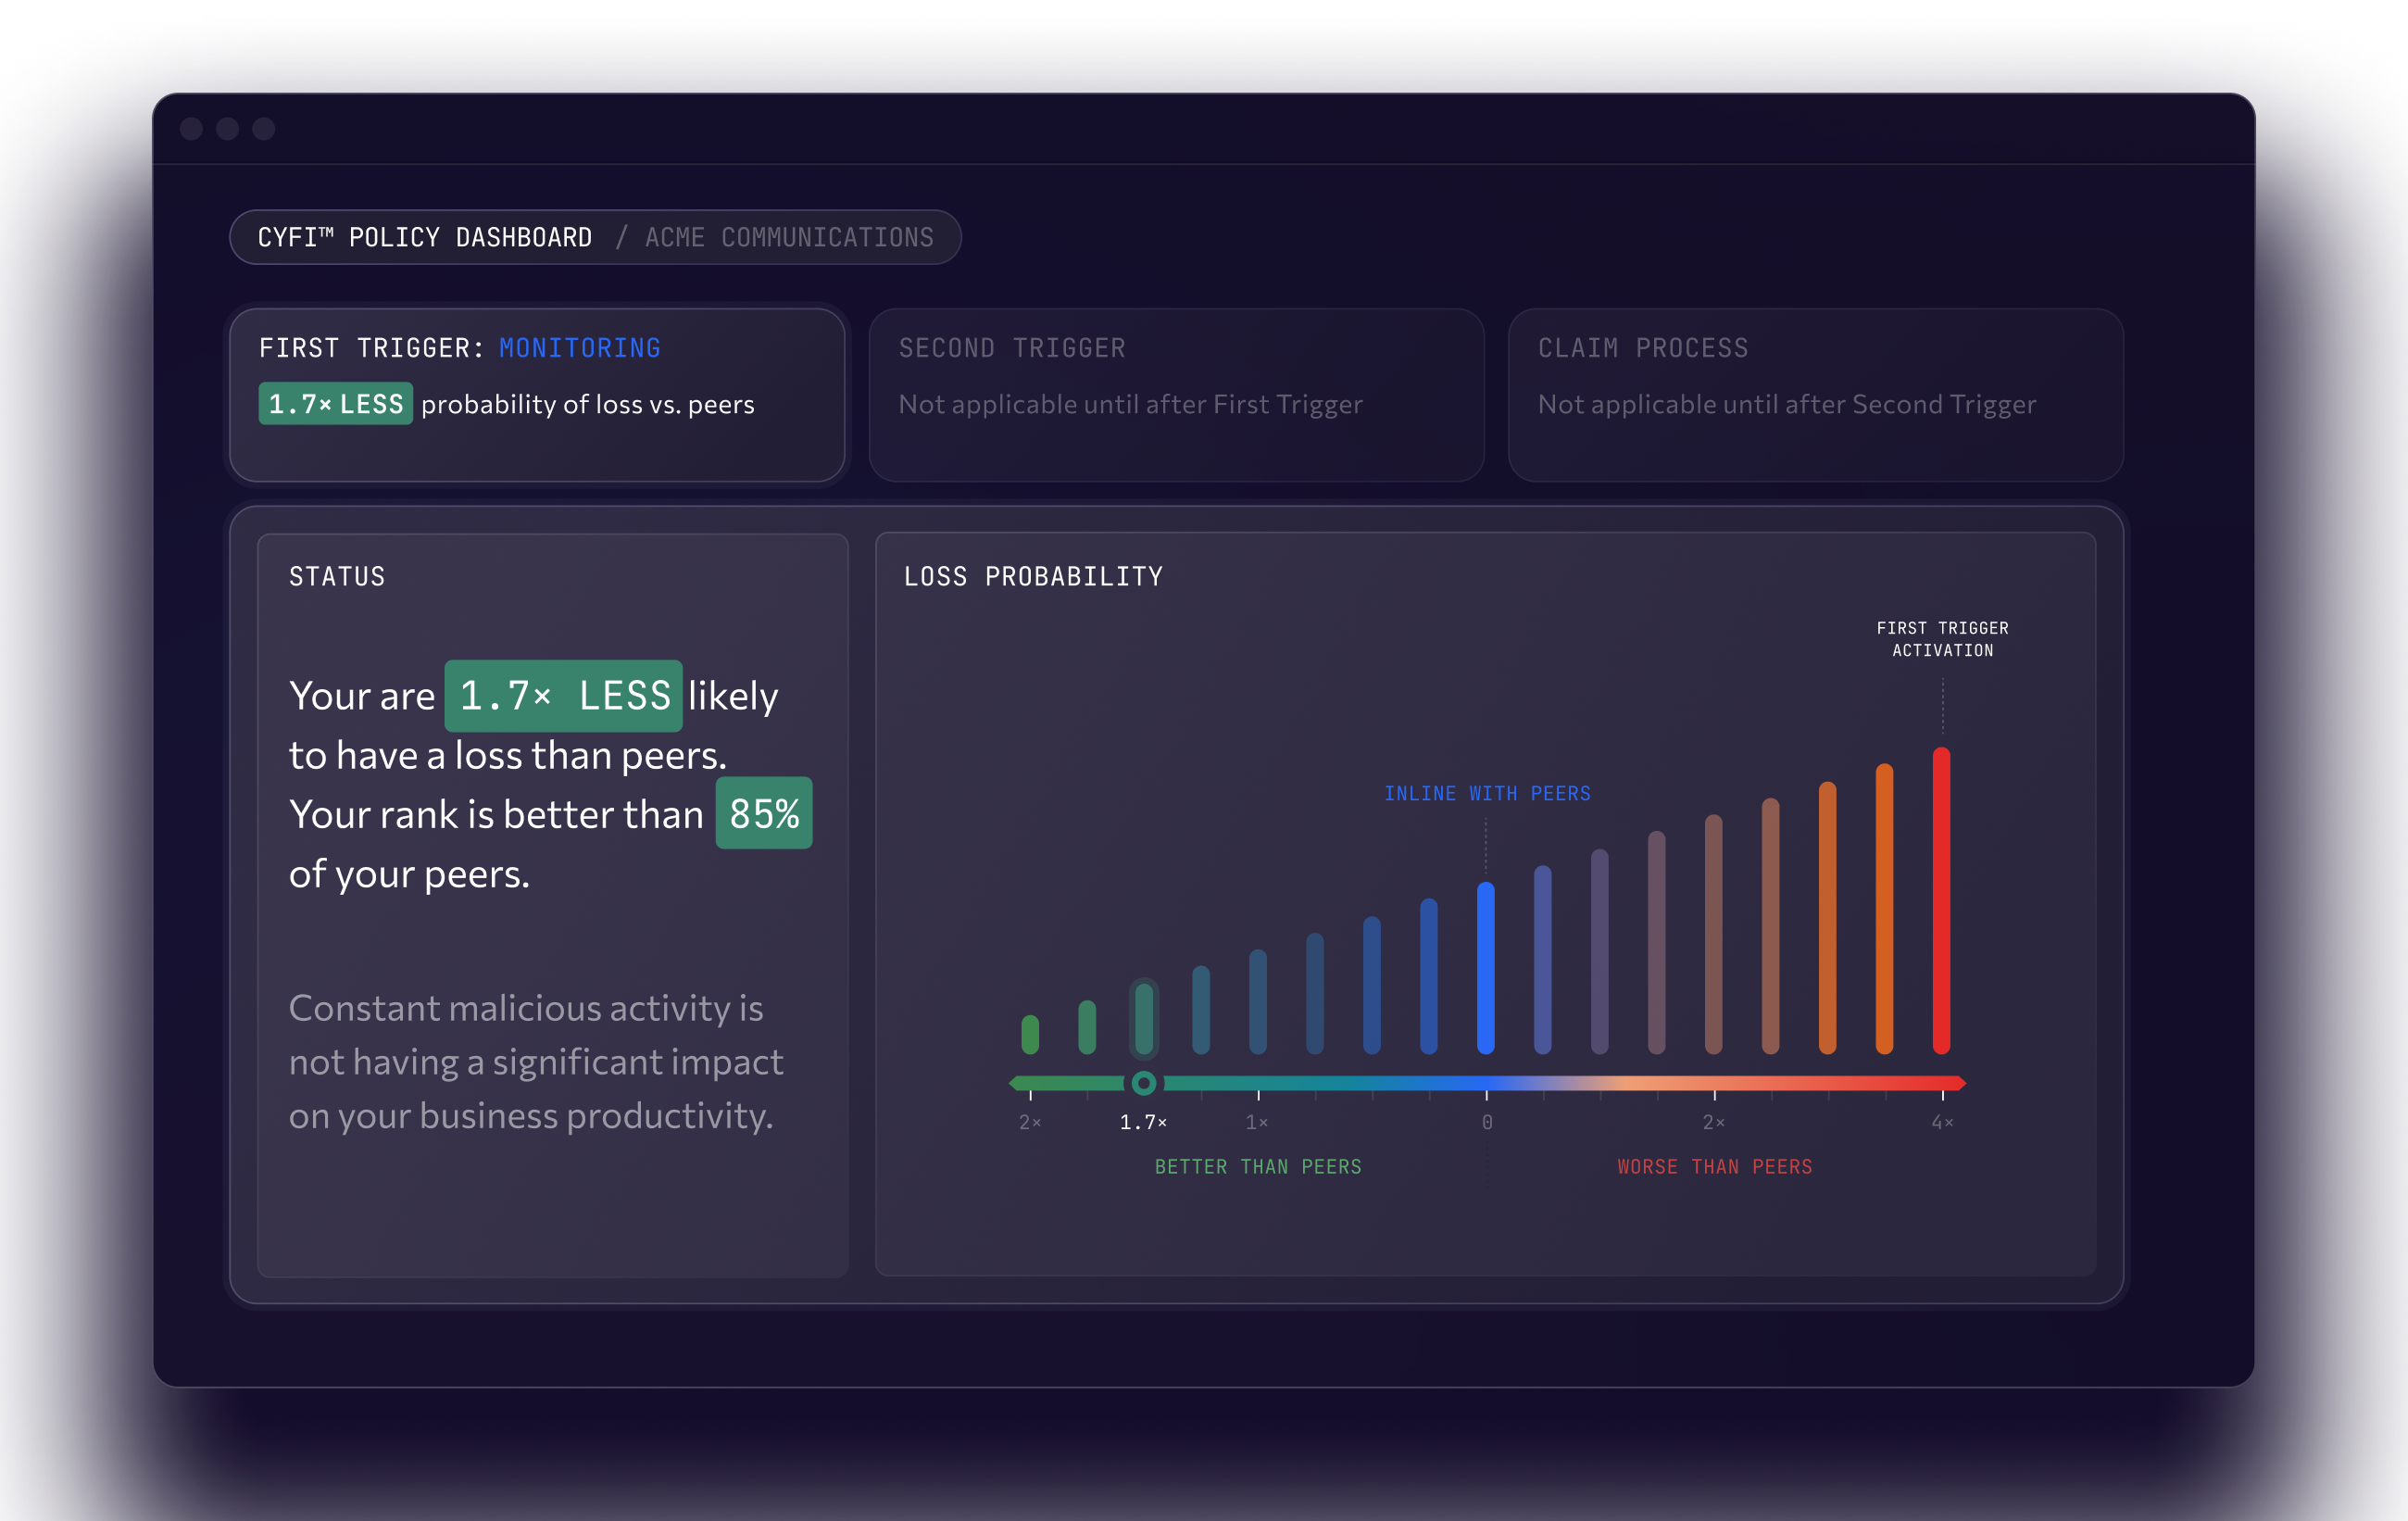 CYFI™ POLICY DASHBOARD / ACME COMMUNICATIONS
FIRST TRIGGER: MONITORING
1.7× LESS probability of loss vs. peers
SECOND TRIGGER
Not applicable until after First Trigger
CLAIM PROCESS
Not applicable until after Second Trigger
STATUS
Your are 1.7× LESS likely
to have a loss than peers.
Your rank is better than 85%
of your peers.
Constant malicious activity is
not having a significant impact
on your business productivity.
LOSS PROBABILITY
FIRST TRIGGER
ACTIVATION
INLINE WITH PEERS
2× 1.7× 1× 0 2× 4×
BETTER THAN PEERS WORSE THAN PEERS